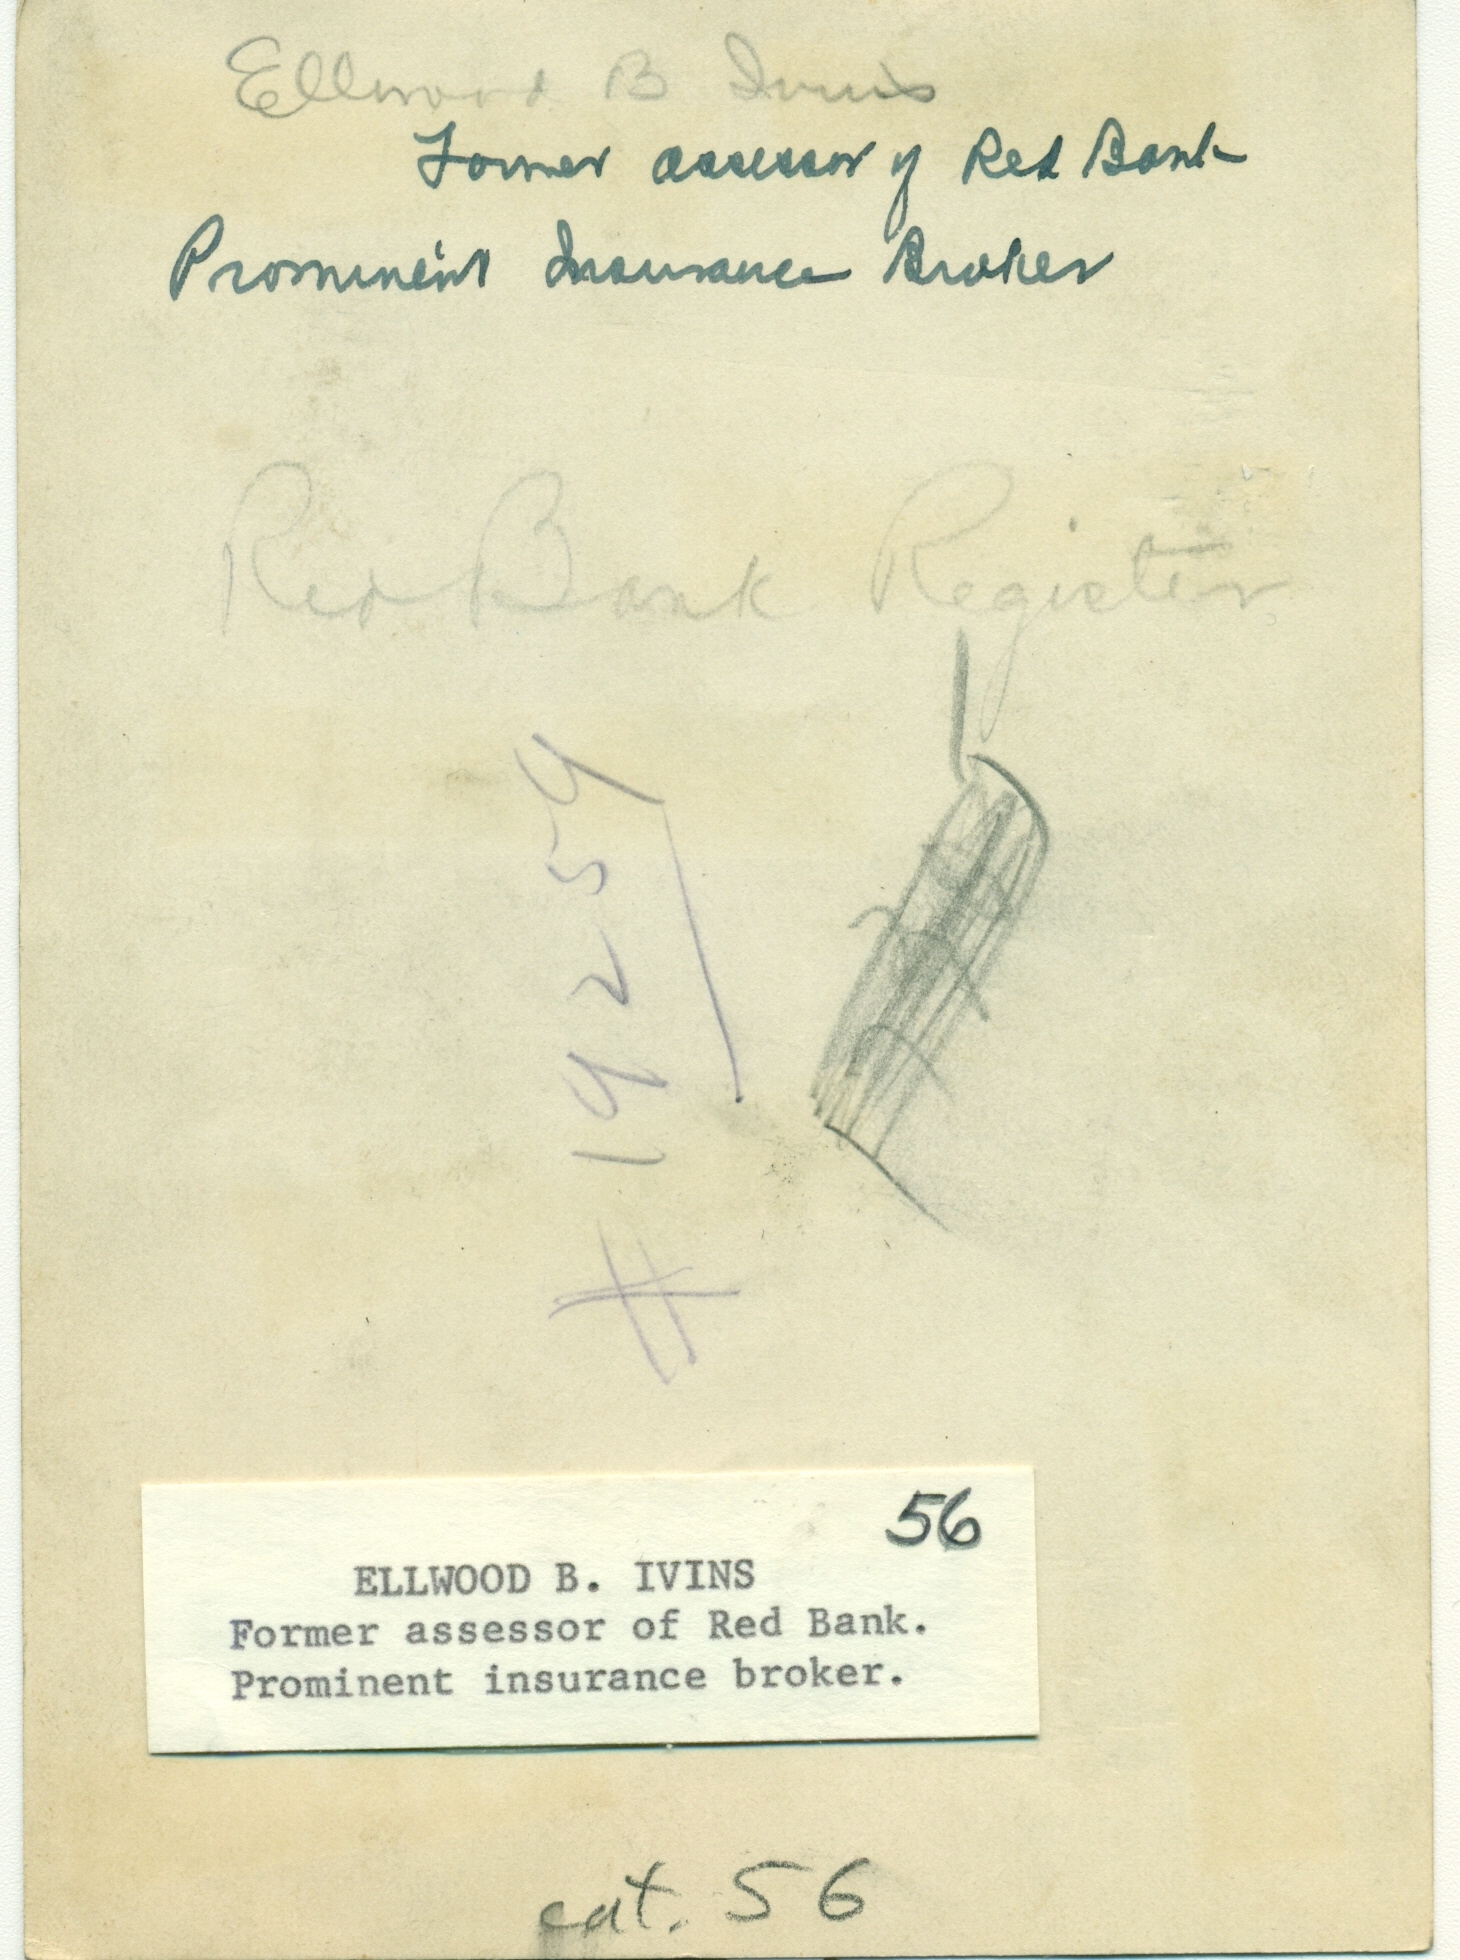 Ellwood B Ivins
Former assessor of Red Bank
Prominent Insurance Broker
Red Bank Register
#19259
56
ELLWOOD B. IVINS
Former assessor of Red Bank.
Prominent insurance broker.
cat. 56